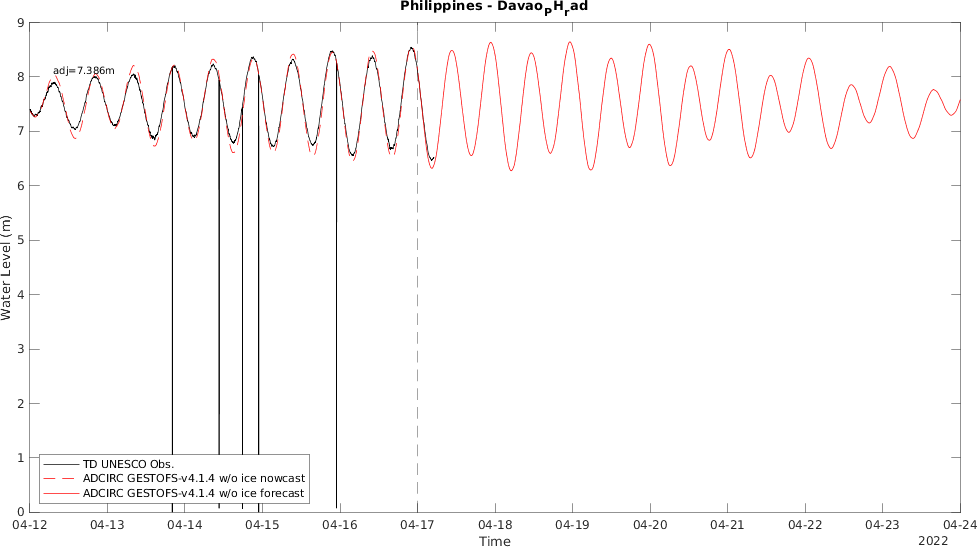 Philippines - DavaoPHrad
9
8
7
6
5
4
3
2
1
0
Water Level (m)
adj=7.386m
TD UNESCO Obs.
ADCIRC GESTOFS-v4.1.4 w/o ice nowcast
ADCIRC GESTOFS-v4.1.4 w/o ice forecast
04-12 04-13 04-14 04-15 04-16 04-17 04-18 04-19 04-20 04-21 04-22 04-23 04-24
Time
2022